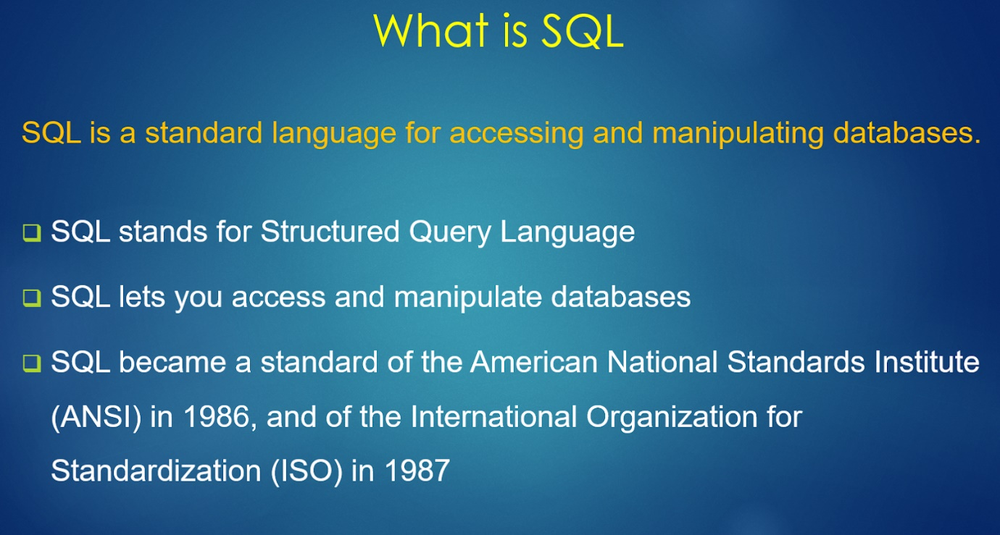 What is SQL
SQL is a standard language for accessing and manipulating databases.
SQL stands for Structured Query Language
SQL lets you access and manipulate databases
SQL became a standard of the American National Standards Institute
(ANSI) in 1986, and of the International Organization for
Standardization (ISO) in 1987